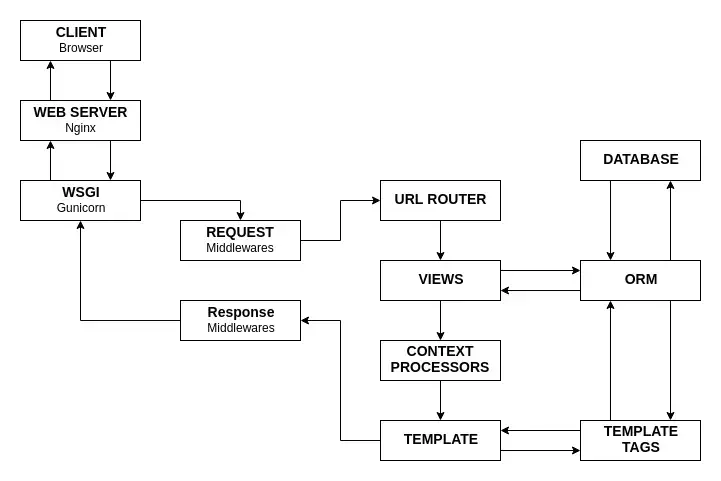 CLIENT
Browser
WEB SERVER
Nginx
WSGI
Gunicorn
REQUEST
Middlewares
Response
Middlewares
URL ROUTER
VIEWS
CONTEXT
PROCESSORS
TEMPLATE
DATABASE
ORM
TEMPLATE
TAGS